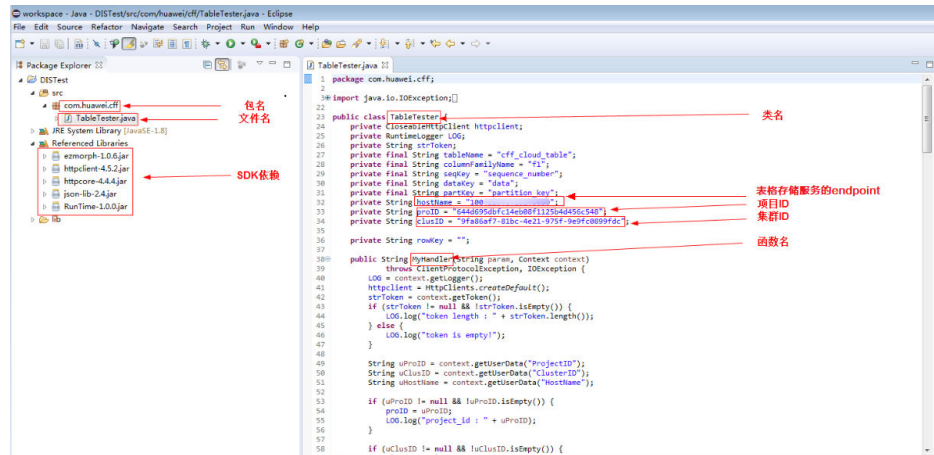 workspace - Java - DISTest/src/com/huawei/cff/TableTester.java - Eclipse
File Edit Source Refactor Navigate Search Project Run Window Help
Package Explorer
DISTest
src
com.huawei.cff
包名
TableTester.java
文件名
JRE System Library [JavaSE-1.8]
Referenced Libraries
ezmorph-1.0.6.jar
httpclient-4.5.2.jar
httpcore-4.4.4.jar
SDK依赖
json-lib-2.4.jar
RunTime-1.0.0.jar
lib
TableTester.java
1 package com.huawei.cff;
2
3 import java.io.IOException;
22
23 public class TableTester
类名
24 private CloseableHttpClient httpclient;
25 private RuntimeLogger LOG;
26 private String strToken;
27 private final String tableName = "cff_cloud_table";
28 private final String columnFamilyName = "f1";
29 private final String seqKey = "sequence_number";
30 private final String dataKey = "data";
31 private final String partKey = "partition_key";
32 private String hostName = "100
表格存储服务的endpoint
33 private String proID = "644d695dbfc14eb08f1125b4d456c548";
项目ID
34 private String clusID = "9fa86af7-81bc-4e21-975f-9e9fc0899fdc";
集群ID
35
36 private String rowKey = "";
37
38 public String MyHandler(String param, Context context)
函数名
39 throws ClientProtocolException, IOException {
40 LOG = context.getLogger();
41 httpclient = HttpClients.createDefault();
42 strToken = context.getToken();
43 if (strToken != null && !strToken.isEmpty()) {
44 LOG.log("token length : " + strToken.length());
45 } else {
46 LOG.log("token is empty!");
47 }
48
49 String uProID = context.getUserData("ProjectID");
50 String uClusID = context.getUserData("ClusterID");
51 String uHostName = context.getUserData("HostName");
52
53 if (uProID != null && !uProID.isEmpty()) {
54 proID = uProID;
55 LOG.log("project_id : " + uProID);
56 }
57
58 if (uClusID != null && !uClusID.isEmpty()) {